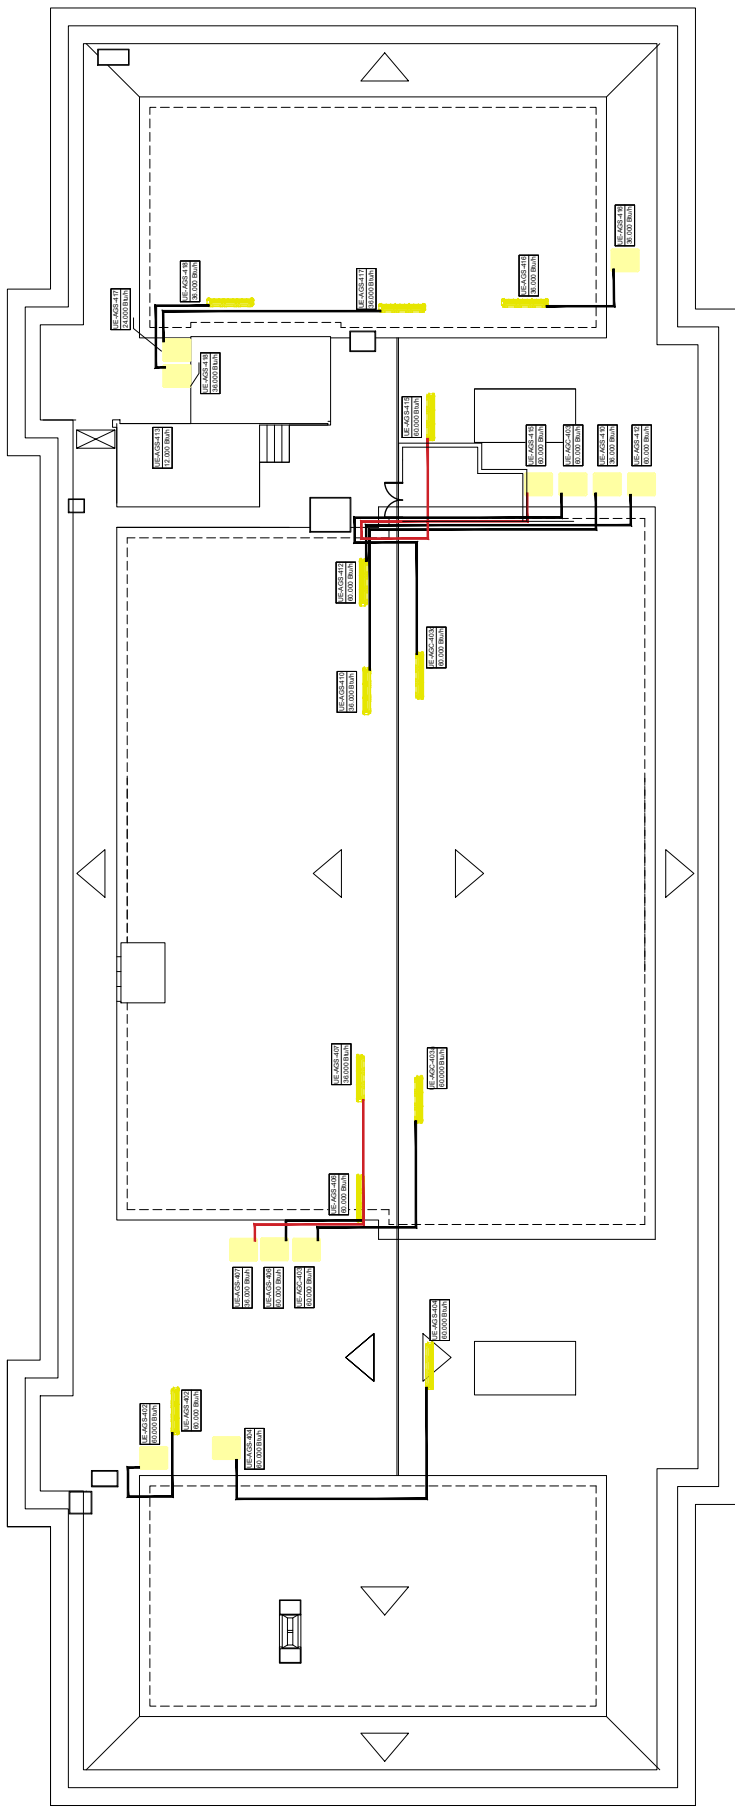 UE-AGS-416
36.000 Btu/h
UE-AGS-416
36.000 Btu/h
UE-AGS-418
36.000 Btu/h
UE-AGS-417
36.000 Btu/h
UE-AGS-417
24.000 Btu/h
UE-AGS-418
36.000 Btu/h
UE-AGS-415
60.000 Btu/h
UE-AGS-413
12.000 Btu/h
UE-AGS-415
60.000 Btu/h
UE-AGC-403
60.000 Btu/h
UE-AGS-410
36.000 Btu/h
UE-AGS-412
60.000 Btu/h
UE-AGS-412
60.000 Btu/h
UE-AGC-403
60.000 Btu/h
UE-AGS-410
36.000 Btu/h
UE-AGS-407
36.000 Btu/h
UE-AGC-403
60.000 Btu/h
UE-AGS-406
60.000 Btu/h
UE-AGS-407
36.000 Btu/h
UE-AGS-406
60.000 Btu/h
UE-AGC-403
60.000 Btu/h
UE-AGS-404
60.000 Btu/h
UE-AGS-402
60.000 Btu/h
UE-AGS-402
60.000 Btu/h
UE-AGS-404
60.000 Btu/h